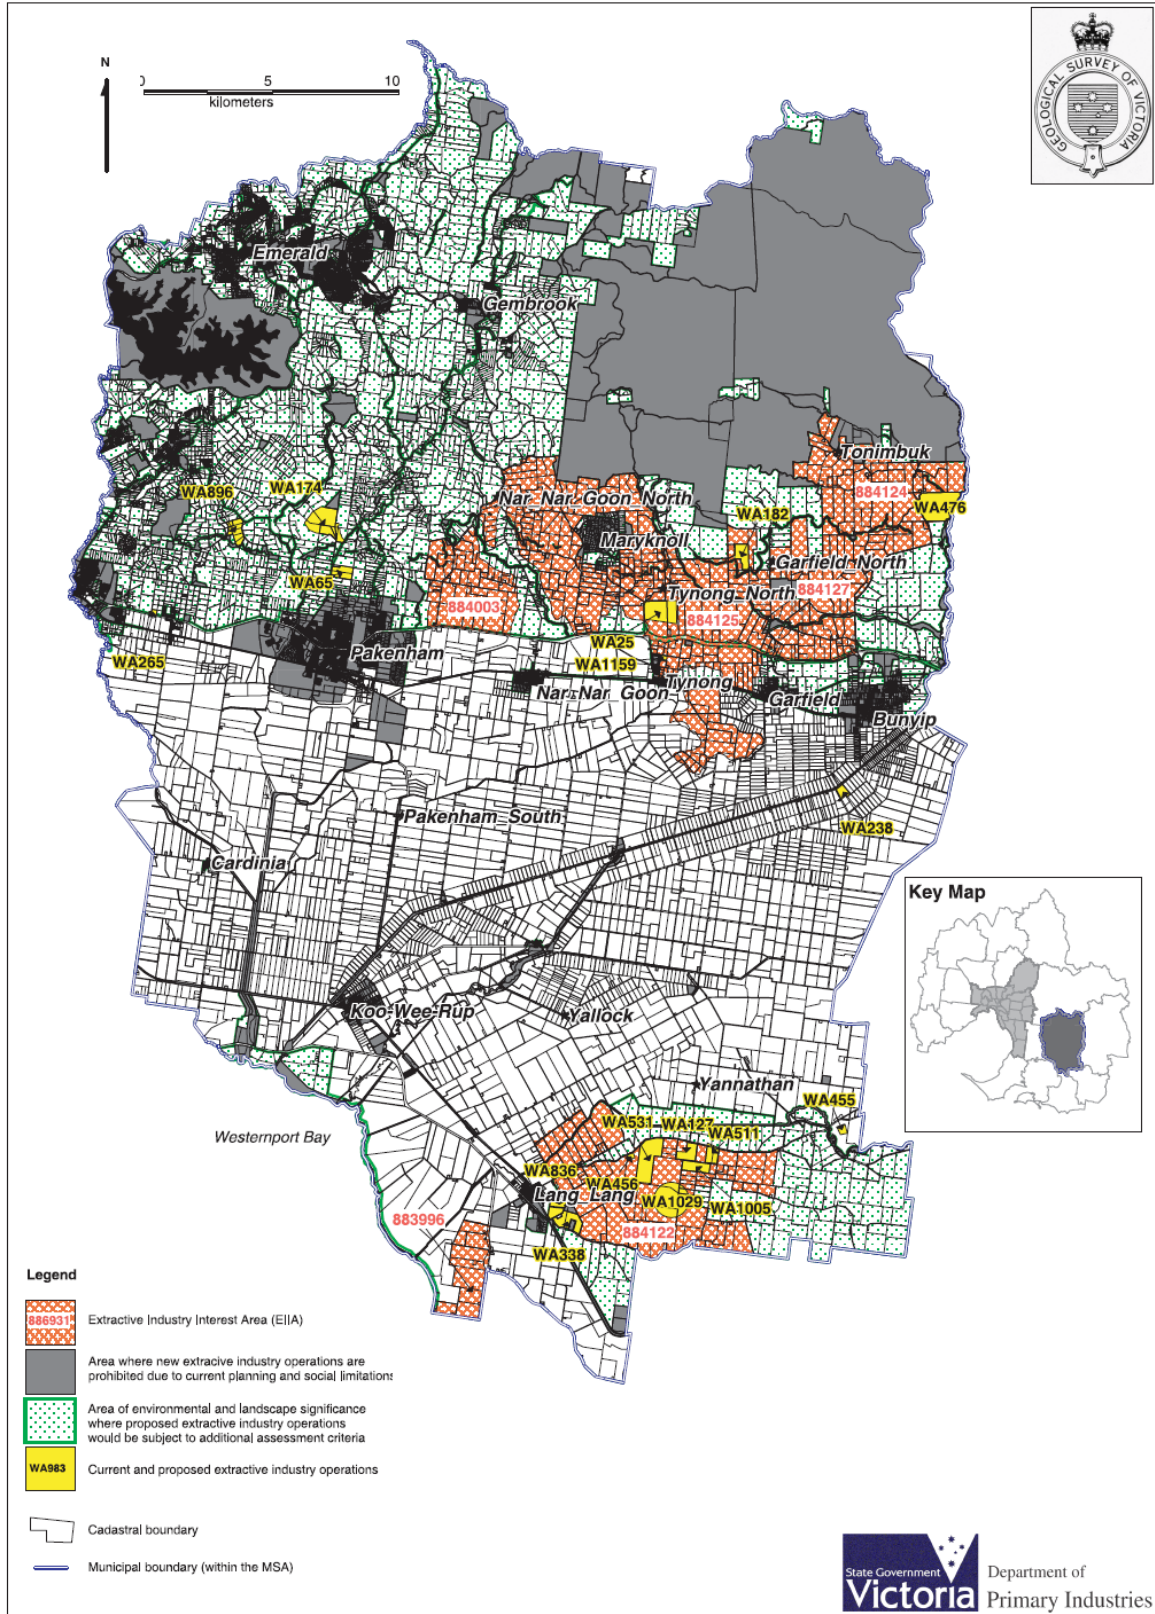 N
0 5 10
kilometers
GEOLOGICAL SURVEY OF VICTORIA
Emerald
Gembrook
Tonimbuk
884124
WA896
WA174
Nar Nar Goon North
WA182
WA476
Maryknoll
Garfield North
WA65
Tynong North
884127
884003
884125
WA25
WA265
Pakenham
WA1159
Nar Nar Goon
Tynong
Garfield
Bunyip
Pakenham South
WA238
Cardinia
Key Map
Koo-Wee-Rup
Yallock
Yannathan
WA455
Westernport Bay
WA531
WA127
WA511
WA836
WA456
Lang Lang
WA1029
WA1005
883996
884122
WA338
Legend
886931
Extractive Industry Interest Area (EIIA)
Area where new extracive industry operations are
prohibited due to current planning and social limitations
Area of environmental and landscape significance
where proposed extractive industry operations
would be subject to additional assessment criteria
WA983
Current and proposed extractive industry operations
Cadastral boundary
Municipal boundary (within the MSA)
State Government
Victoria
Department of
Primary Industries